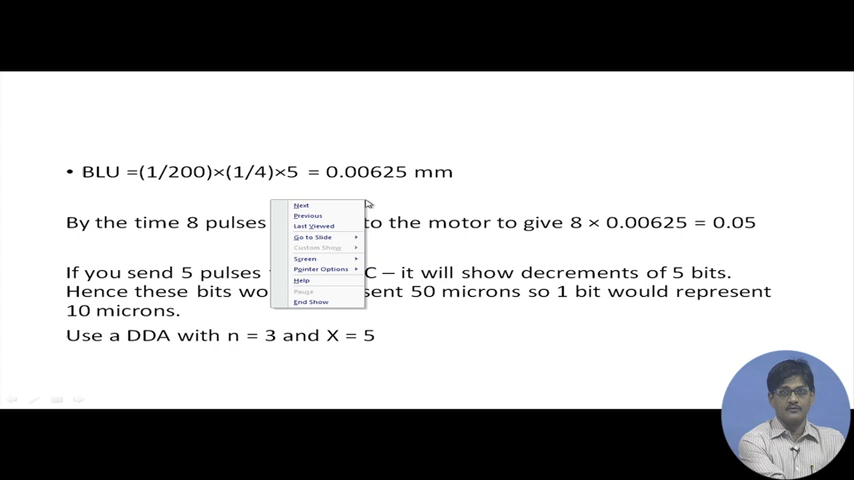 • BLU =(1/200)×(1/4)×5 = 0.00625 mm
By the time 8 pulses to the motor to give 8 × 0.00625 = 0.05
If you send 5 pulses C – it will show decrements of 5 bits.
Hence these bits wo sent 50 microns so 1 bit would represent
10 microns.
Use a DDA with n = 3 and X = 5
Next
Previous
Last Viewed
Go to Slide
Custom Show
Screen
Pointer Options
Help
Pause
End Show